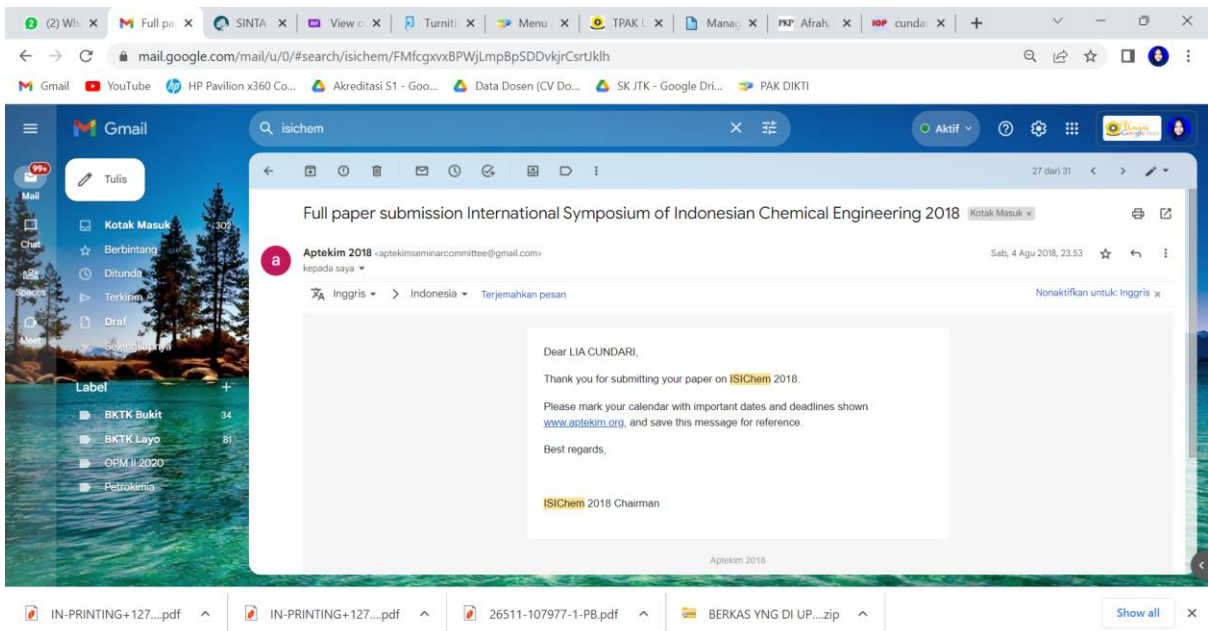 (2) Wh
Full pa
SINTA
View o
Turniti
Menu
TPAK (
Manag
PKP Afrah,
IOP cunda
mail.google.com/mail/u/0/#search/isichem/FMfcgxvxBPWjLmpBpSDDvkjrCsrtJklh
Gmail
YouTube
HP Pavilion x360 Co...
Akreditasi S1 - Goo...
Data Dosen (CV Do...
SK JTK - Google Dri...
PAK DIKTI
Gmail
isichem
Aktif
99+
Mail
Chat
Spaces
Meet
Tulis
Kotak Masuk 302
Berbintang
Ditunda
Terkirim
Draf
Selengkapnya
Label
BKTK Bukit 34
BKTK Layo 81
OPM II 2020
Petrokimia
27 dari 31
Full paper submission International Symposium of Indonesian Chemical Engineering 2018 Kotak Masuk ×
Aptekim 2018 <aptekimseminarcommittee@gmail.com>
Sab, 4 Agu 2018, 23.53
kepada saya
Inggris > Indonesia Terjemahkan pesan
Nonaktifkan untuk: Inggris ×
Dear LIA CUNDARI,
Thank you for submitting your paper on ISIChem 2018.
Please mark your calendar with important dates and deadlines shown
www.aptekim.org, and save this message for reference.
Best regards,
ISIChem 2018 Chairman
Aptekim 2018
IN-PRINTING+127....pdf
IN-PRINTING+127....pdf
26511-107977-1-PB.pdf
BERKAS YNG DI UP....zip
Show all